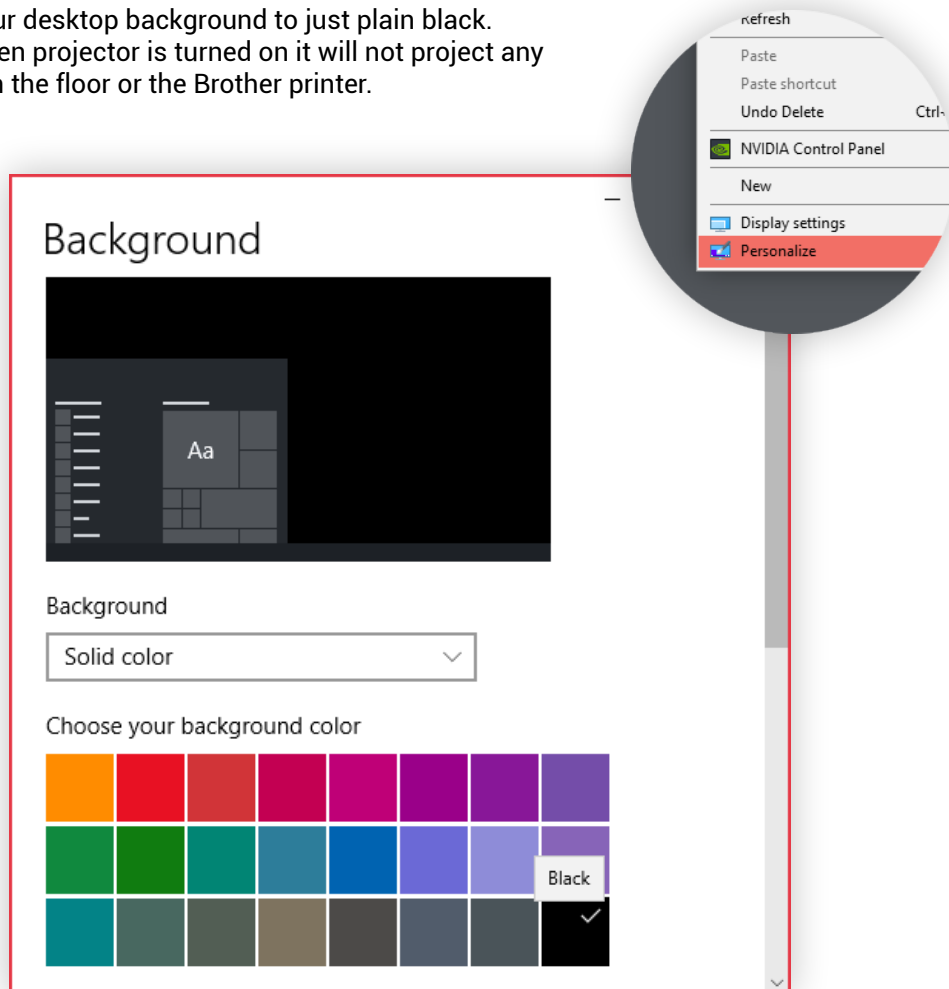 ur desktop background to just plain black.
en projector is turned on it will not project any
n the floor or the Brother printer.
Refresh
Paste
Paste shortcut
Undo Delete Ctrl-
NVIDIA Control Panel
New
Display settings
Personalize
Background
Aa
Background
Solid color
Choose your background color
Black